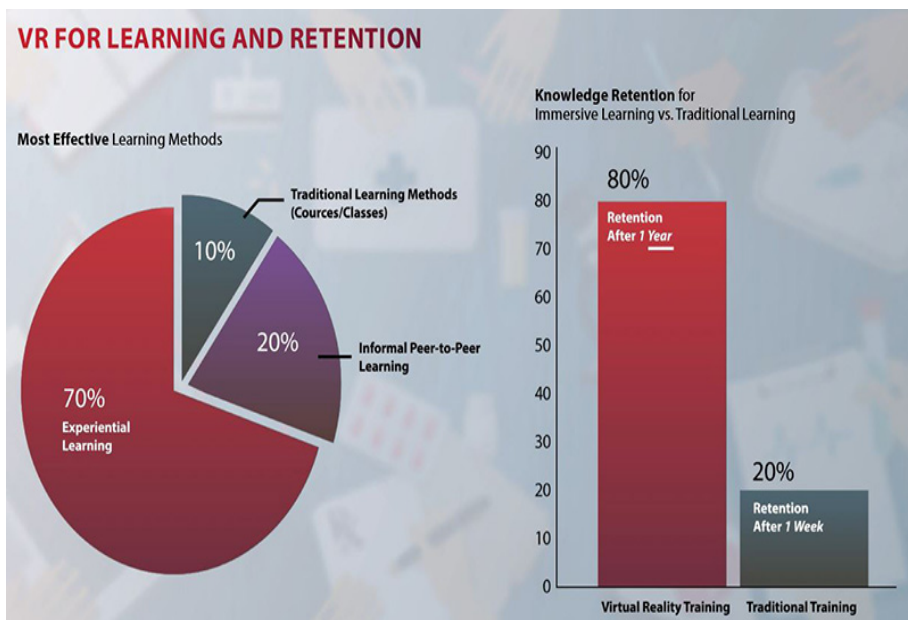 VR FOR LEARNING AND RETENTION
Most Effective Learning Methods
Traditional Learning Methods
(Cources/Classes)
10%
20%
Informal Peer-to-Peer
Learning
70%
Experiential
Learning
Knowledge Retention for
Immersive Learning vs. Traditional Learning
90
80
70
60
50
40
30
20
10
0
80%
Retention
After 1 Year
20%
Retention
After 1 Week
Virtual Reality Training
Traditional Training